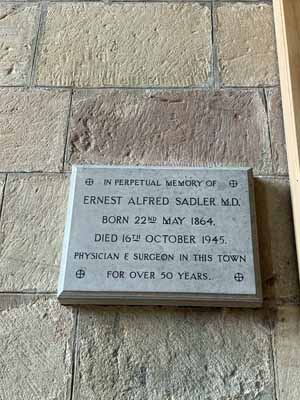 IN PERPETUAL MEMORY OF
ERNEST ALFRED SADLER. M.D.
BORN 22ND MAY 1864.
DIED 16TH OCTOBER 1945.
PHYSICIAN & SURGEON IN THIS TOWN
FOR OVER 50 YEARS.